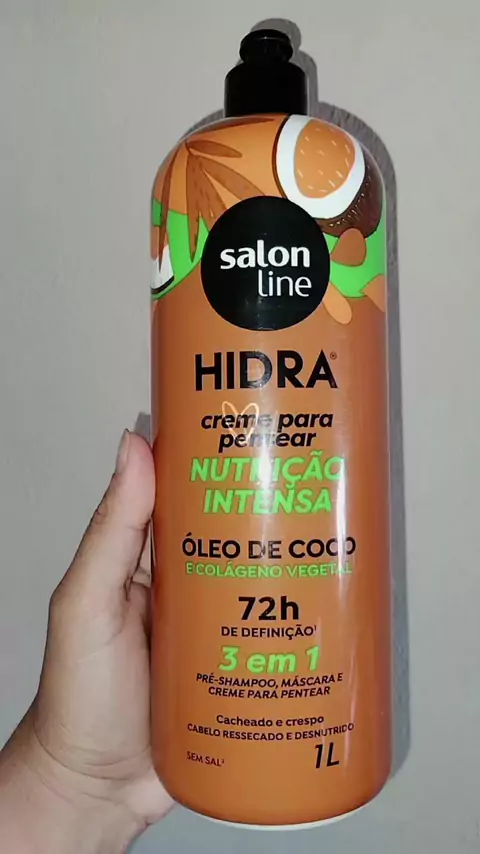 salon
line
HIDRA®
creme para
pentear
NUTRIÇÃO
INTENSA
ÓLEO DE COCO
E COLÁGENO VEGETAL
72h
DE DEFINIÇÃO¹
3 em 1
PRÉ-SHAMPOO, MÁSCARA E
CREME PARA PENTEAR
Cacheado e crespo
CABELO RESSECADO E DESNUTRIDO
SEM SAL² 1L